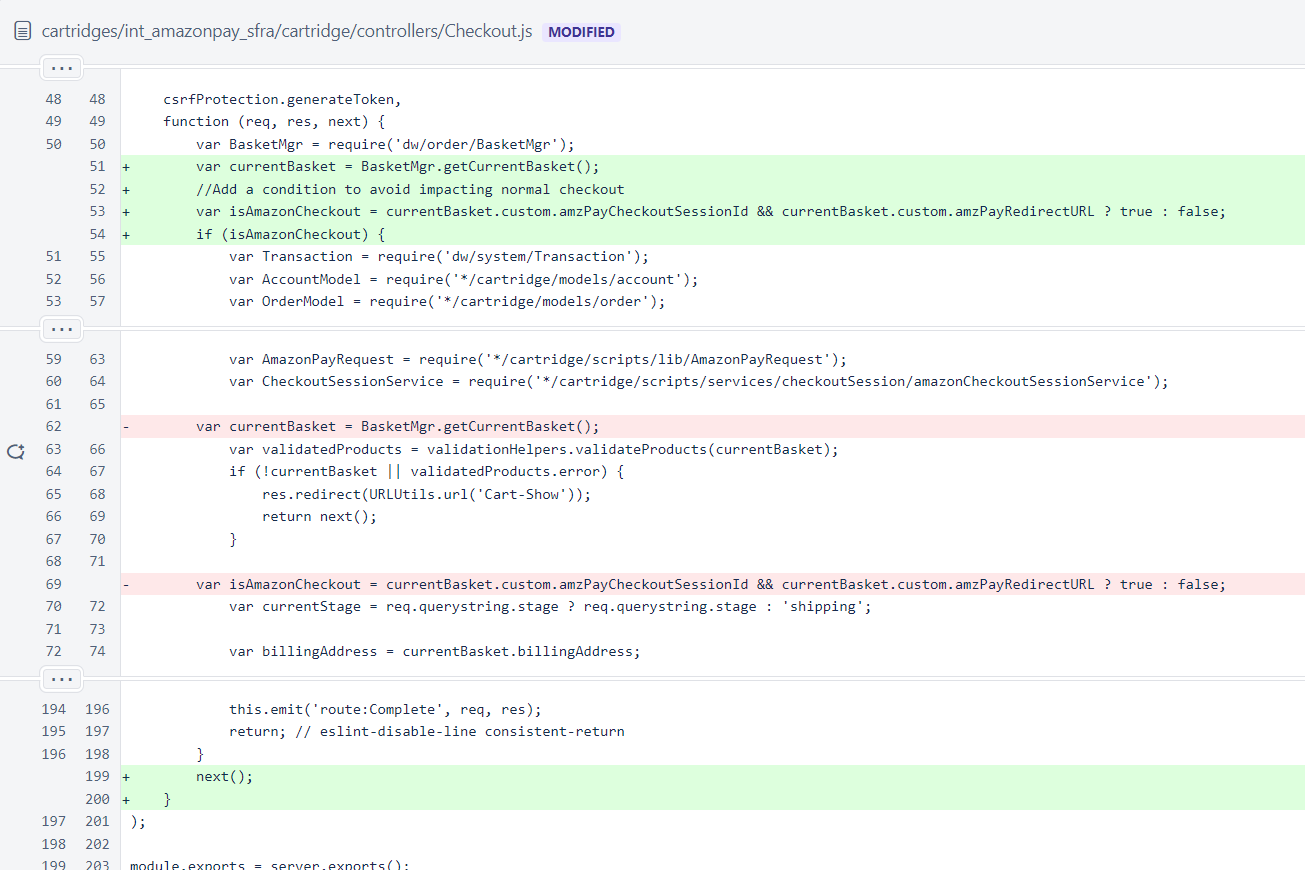 cartridges/int_amazonpay_sfra/cartridge/controllers/Checkout.js MODIFIED
...
48 48 csrfProtection.generateToken,
49 49 function (req, res, next) {
50 50 var BasketMgr = require('dw/order/BasketMgr');
51 + var currentBasket = BasketMgr.getCurrentBasket();
52 + //Add a condition to avoid impacting normal checkout
53 + var isAmazonCheckout = currentBasket.custom.amzPayCheckoutSessionId && currentBasket.custom.amzPayRedirectURL ? true : false;
54 + if (isAmazonCheckout) {
51 55 var Transaction = require('dw/system/Transaction');
52 56 var AccountModel = require('*/cartridge/models/account');
53 57 var OrderModel = require('*/cartridge/models/order');
...
59 63 var AmazonPayRequest = require('*/cartridge/scripts/lib/AmazonPayRequest');
60 64 var CheckoutSessionService = require('*/cartridge/scripts/services/checkoutSession/amazonCheckoutSessionService');
61 65
62 - var currentBasket = BasketMgr.getCurrentBasket();
63 66 var validatedProducts = validationHelpers.validateProducts(currentBasket);
64 67 if (!currentBasket || validatedProducts.error) {
65 68 res.redirect(URLUtils.url('Cart-Show'));
66 69 return next();
67 70 }
68 71
69 - var isAmazonCheckout = currentBasket.custom.amzPayCheckoutSessionId && currentBasket.custom.amzPayRedirectURL ? true : false;
70 72 var currentStage = req.querystring.stage ? req.querystring.stage : 'shipping';
71 73
72 74 var billingAddress = currentBasket.billingAddress;
...
194 196 this.emit('route:Complete', req, res);
195 197 return; // eslint-disable-line consistent-return
196 198 }
199 + next();
200 + }
197 201 );
198 202
199 203 module.exports = server.exports();